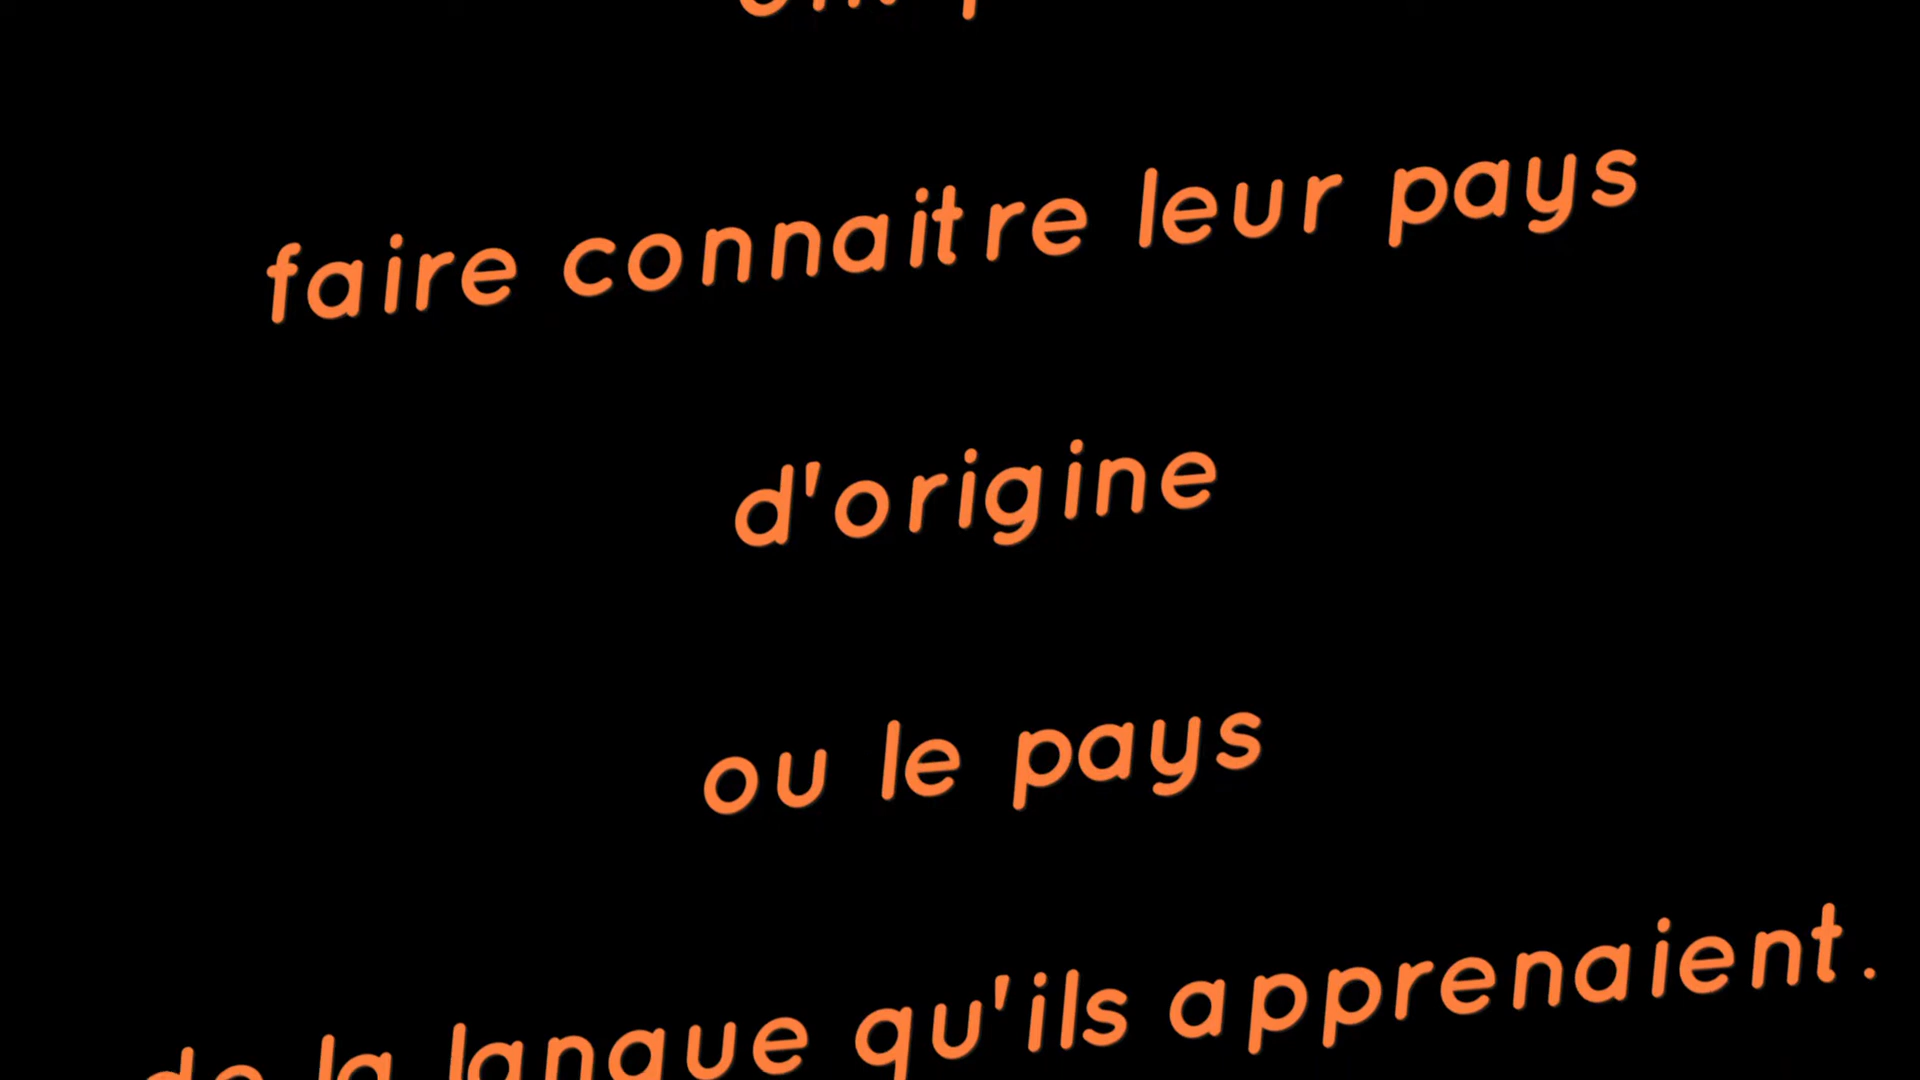 faire connaitre leur pays
d'origine
ou le pays
de la langue qu'ils apprenaient.